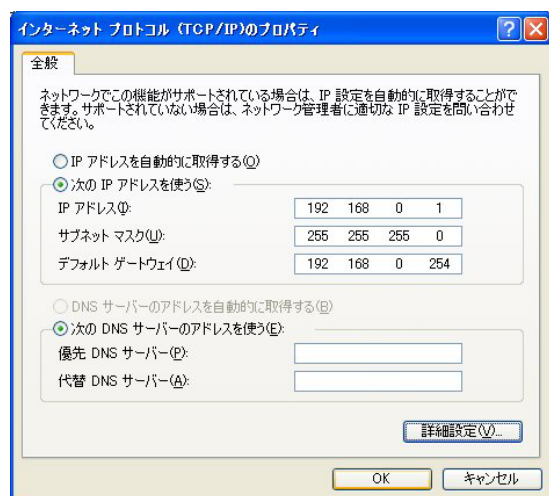 インターネット プロトコル (TCP/IP)のプロパティ
全般
ネットワークでこの機能がサポートされている場合は、IP 設定を自動的に取得することがで
きます。サポートされていない場合は、ネットワーク管理者に適切な IP 設定を問い合わせ
てください。
IP アドレスを自動的に取得する(O)
次の IP アドレスを使う(S):
IP アドレス(I): 192 168 0 1
サブネット マスク(U): 255 255 255 0
デフォルト ゲートウェイ(D): 192 168 0 254
DNS サーバーのアドレスを自動的に取得する(B)
次の DNS サーバーのアドレスを使う(E):
優先 DNS サーバー(P):
代替 DNS サーバー(A):
詳細設定(V)...
OK キャンセル